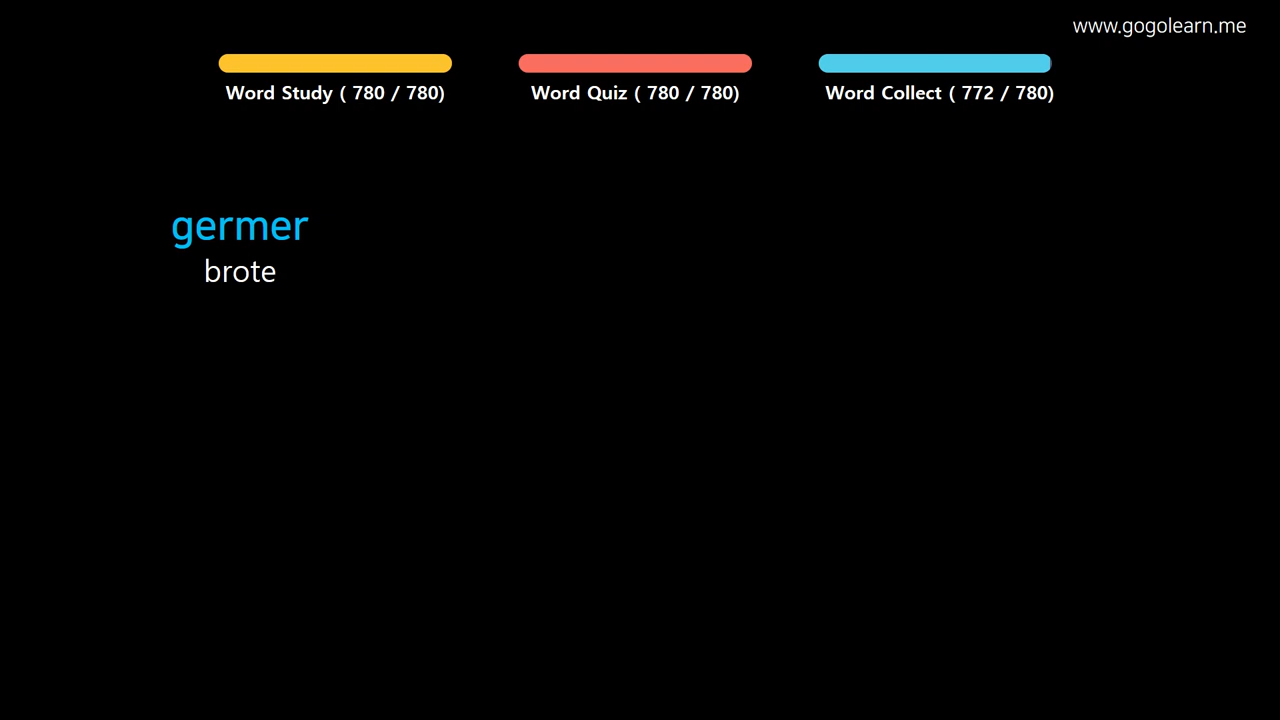 www.gogolearn.me
Word Study ( 780 / 780)
Word Quiz ( 780 / 780)
Word Collect ( 772 / 780)
germer
brote